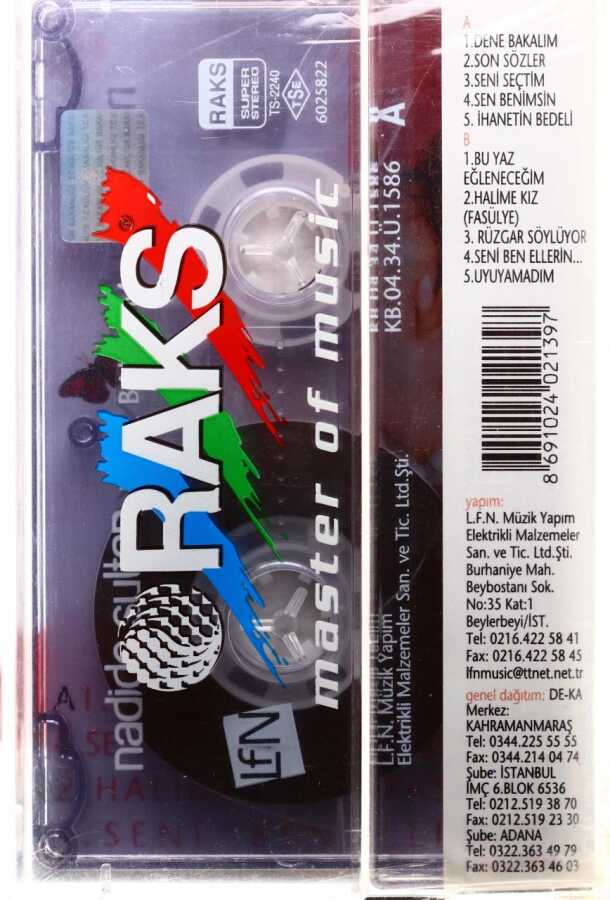 A
1.DENE BAKALIM
2.SON SÖZLER
3.SENİ SEÇTİM
4.SEN BENİMSİN
5. İHANETİN BEDELİ
B
1.BU YAZ
EĞLENECEĞİM
2.HALİME KIZ
(FASÜLYE)
3. RÜZGAR SÖYLÜYOR
4.SENİ BEN ELLERİN...
5.UYUYAMADIM
8 691024 021397
yapim:
L.F.N. Müzik Yapım
Elektrikli Malzemeler
San. ve Tic. Ltd.Şti.
Burhaniye Mah.
Beybostanı Sok.
No:35 Kat:1
Beylerbeyi/İST.
Tel: 0216.422 58 41
Fax: 0216.422 58 45
lfnmusic@ttnet.net.tr
genel dağıtım: DE-KA
Merkez:
KAHRAMANMARAŞ
Tel: 0344.225 55 55
Fax: 0344.214 04 74
Şube: İSTANBUL
İMÇ 6.BLOK 6536
Tel: 0212.519 38 70
Fax: 0212.519 23 30
Şube: ADANA
Tel: 0322.363 49 79
Fax: 0322.363 46 03
RAKS
SUPER
STEREO
TS-2240
TSE
6025822
RAKS
master of music
nadide sultan
LFN
KB.04.34.Ü.1586
Ä
L.F.N. Müzik Yapım
Elektrikli Malzemeler San. ve Tic. Ltd.Şti.